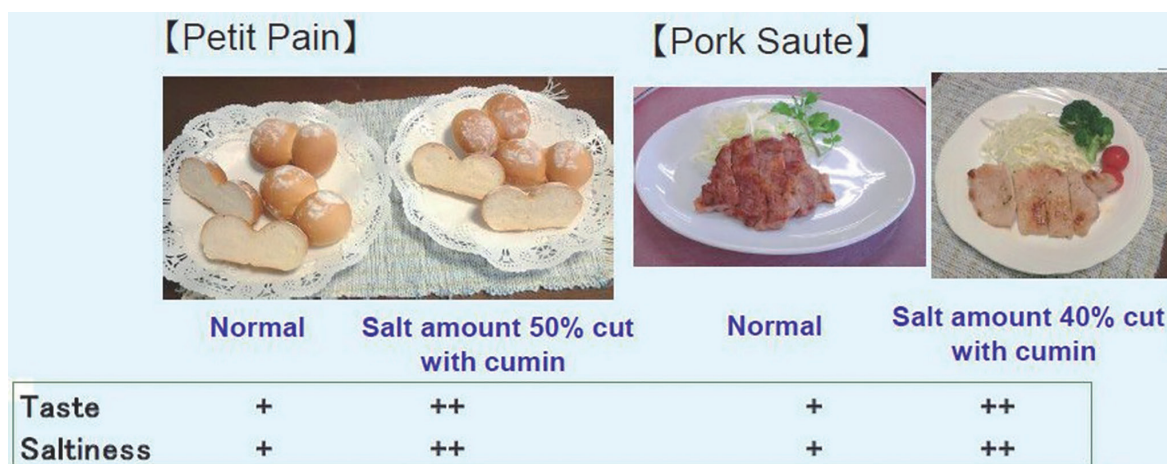 【Petit Pain】
【Pork Saute】
Normal
Salt amount 50% cut
with cumin
Normal
Salt amount 40% cut
with cumin
Taste + ++ + ++
Saltiness + ++ + ++